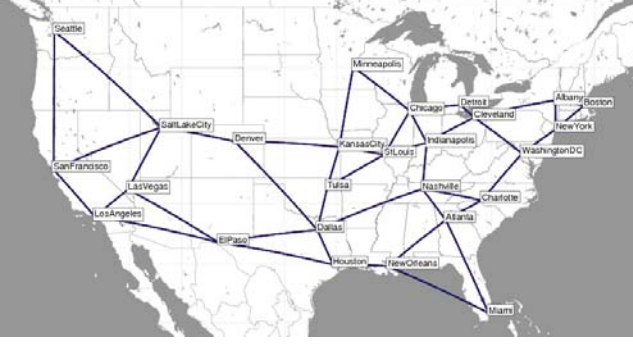 Seattle
Minneapolis
Albany
Boston
Detroit
Chicago
Cleveland
SaltLakeCity
NewYork
Denver
Indianapolis
KansasCity
StLouis
WashingtonDC
SanFrancisco
LasVegas
Tulsa
Nashville
Charlotte
LosAngeles
Atlanta
Dallas
ElPaso
Houston
NewOrleans
Miami